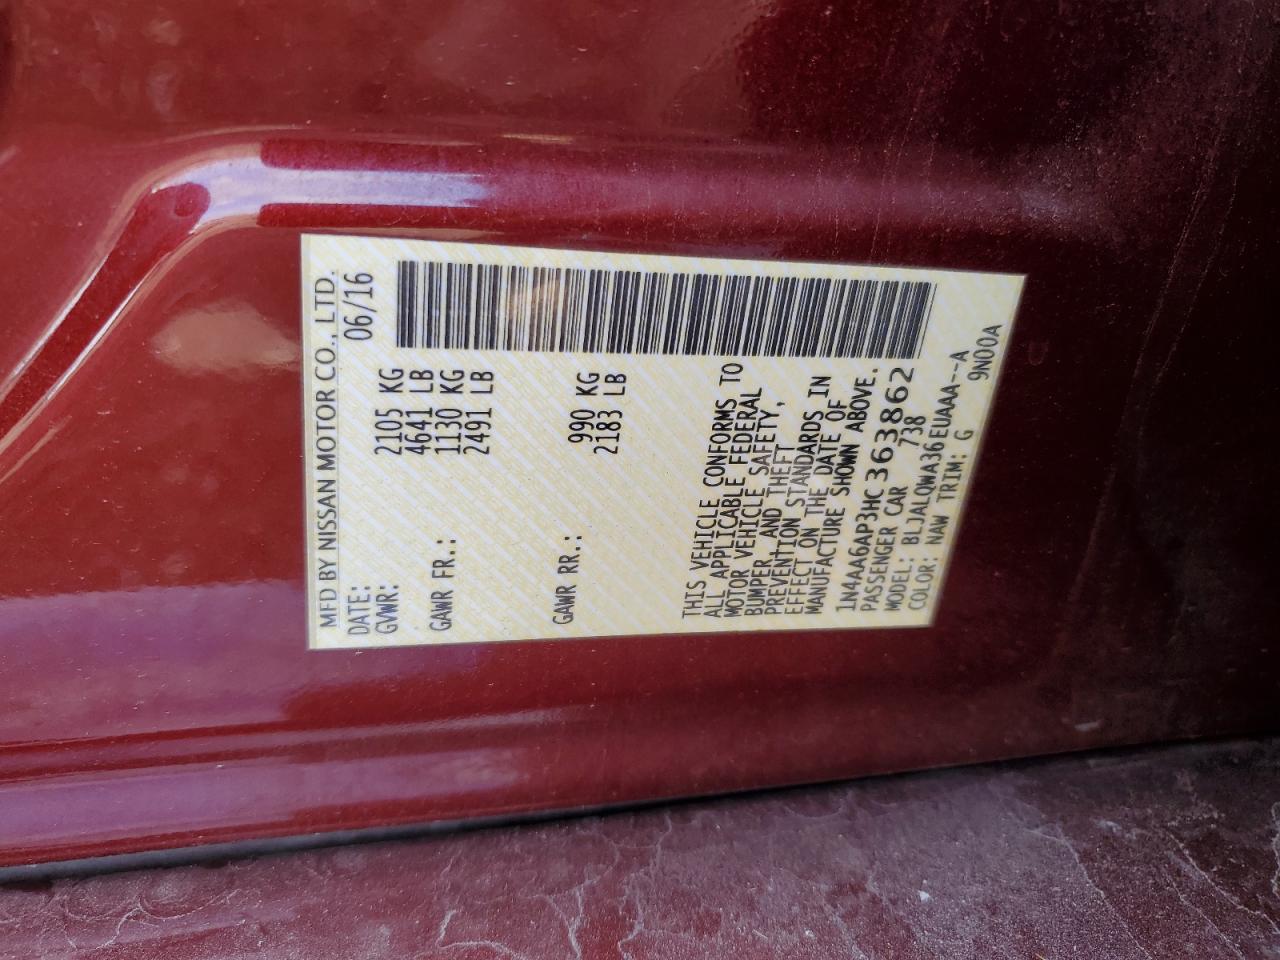 MFD BY NISSAN MOTOR CO., LTD.
DATE: 06/16
GVWR: 2105 KG
4641 LB
GAWR FR.: 1130 KG
2491 LB
GAWR RR.: 990 KG
2183 LB
THIS VEHICLE CONFORMS TO
ALL APPLICABLE FEDERAL
MOTOR VEHICLE SAFETY,
BUMPER, AND THEFT
PREVENTION STANDARDS IN
EFFECT ON THE DATE OF
MANUFACTURE SHOWN ABOVE.
1N4AA6AP3HC363862
PASSENGER CAR 738
MODEL: BLJALQWA36EUAAA--A
COLOR: NAW TRIM: G 9N00A